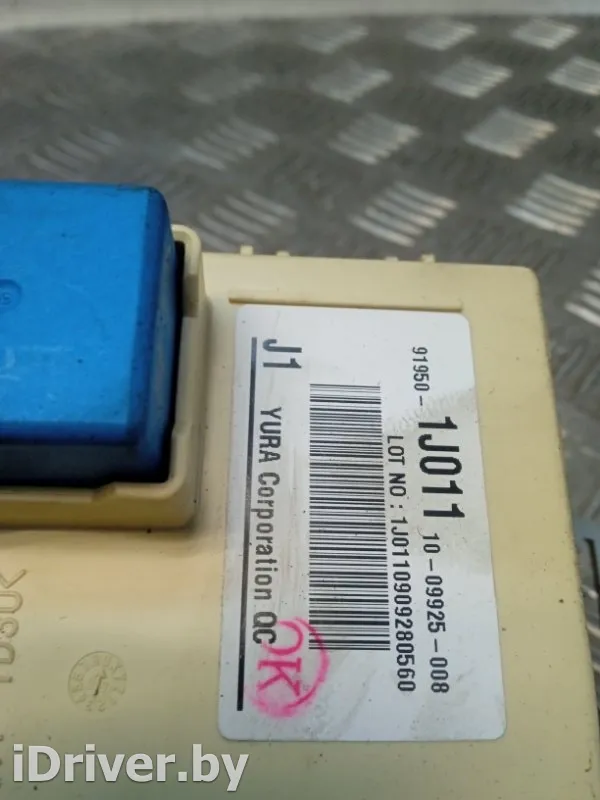 91950-1J011 10-09925-008
LOT NO : 1J0110909280560
YURA Corporation QC
J1
OK
iDriver.by